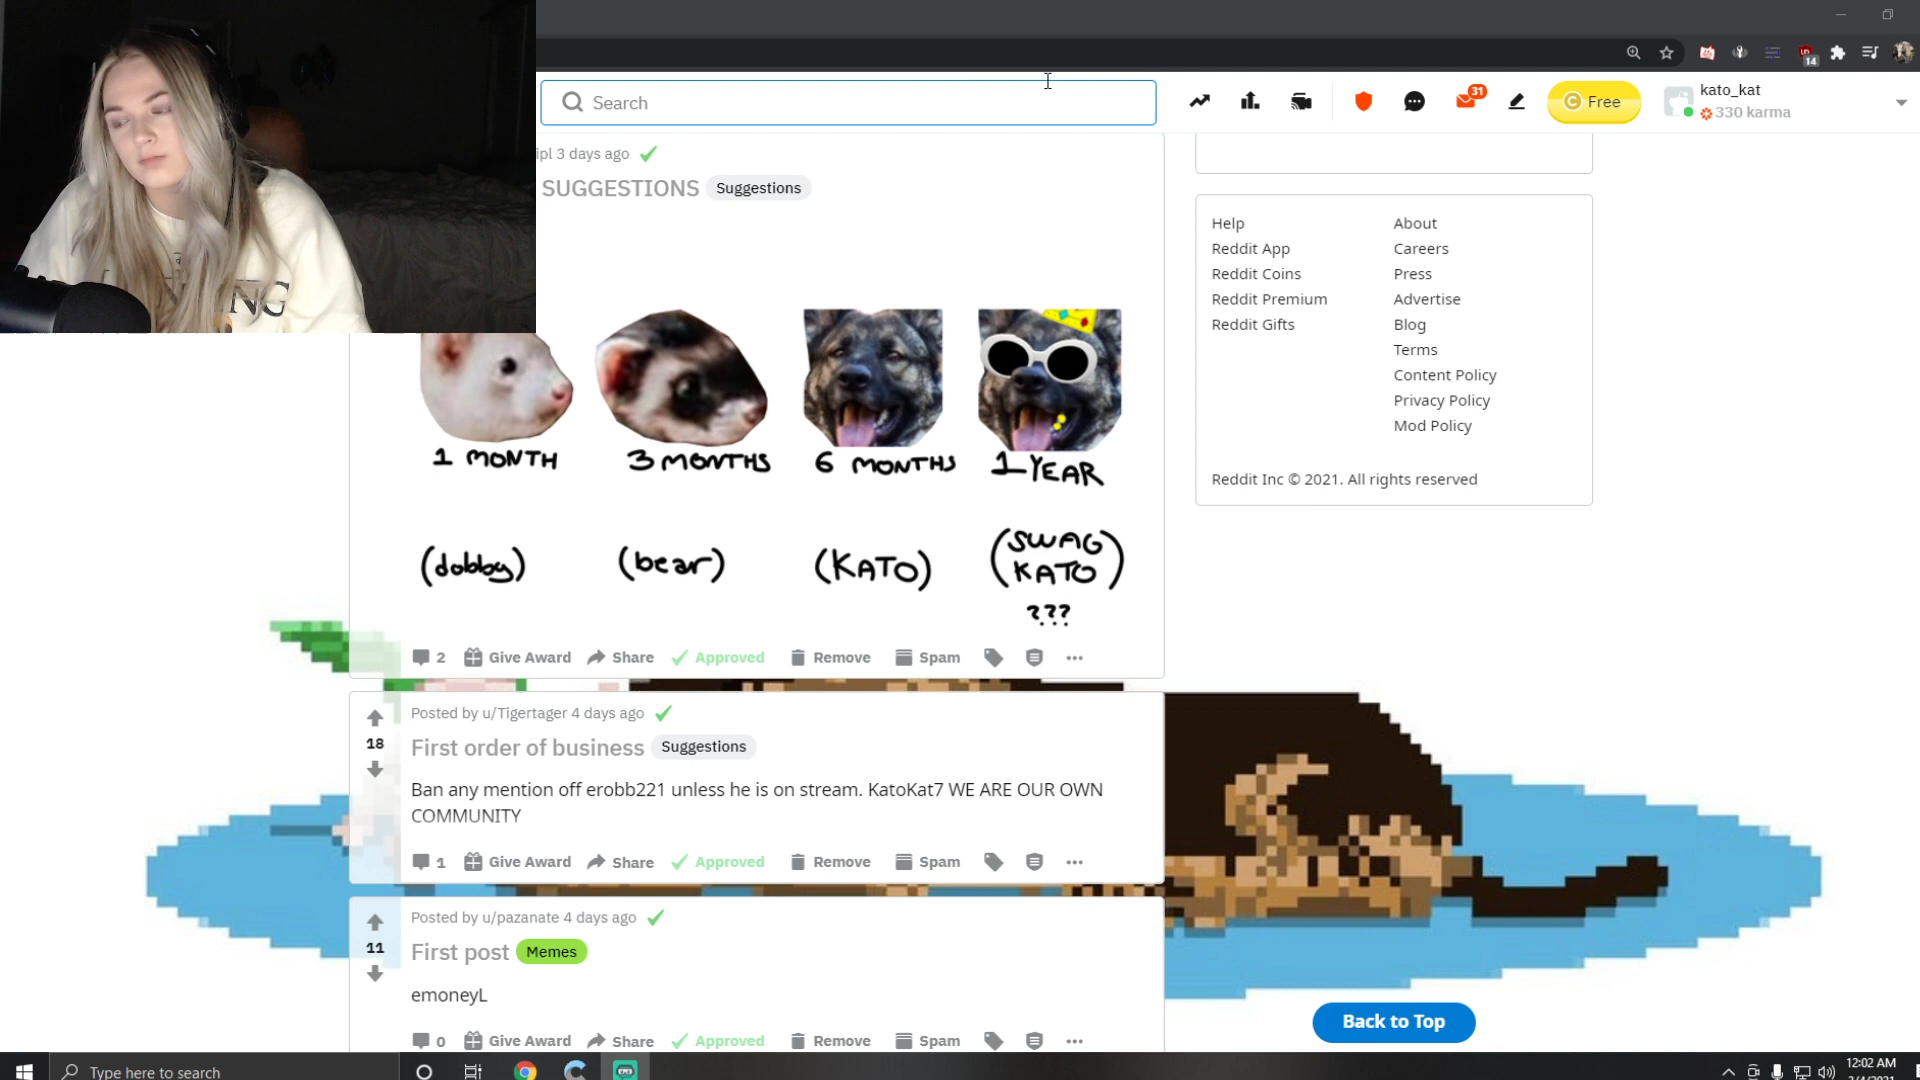 14
Search
31
Free
kato_kat
330 karma
ipl 3 days ago
SUGGESTIONS Suggestions
1 MONTH 3 MONTHS 6 MONTHS 1 YEAR
(dobby) (bear) (KATO) (SWAG KATO)
???
2 Give Award Share Approved Remove Spam
Posted by u/Tigertager 4 days ago
18
First order of business Suggestions
Ban any mention off erobb221 unless he is on stream. KatoKat7 WE ARE OUR OWN
COMMUNITY
1 Give Award Share Approved Remove Spam
Posted by u/pazanate 4 days ago
11
First post Memes
emoneyL
0 Give Award Share Approved Remove Spam
Help About
Reddit App Careers
Reddit Coins Press
Reddit Premium Advertise
Reddit Gifts Blog
Terms
Content Policy
Privacy Policy
Mod Policy
Reddit Inc © 2021. All rights reserved
Back to Top
Type here to search
12:02 AM